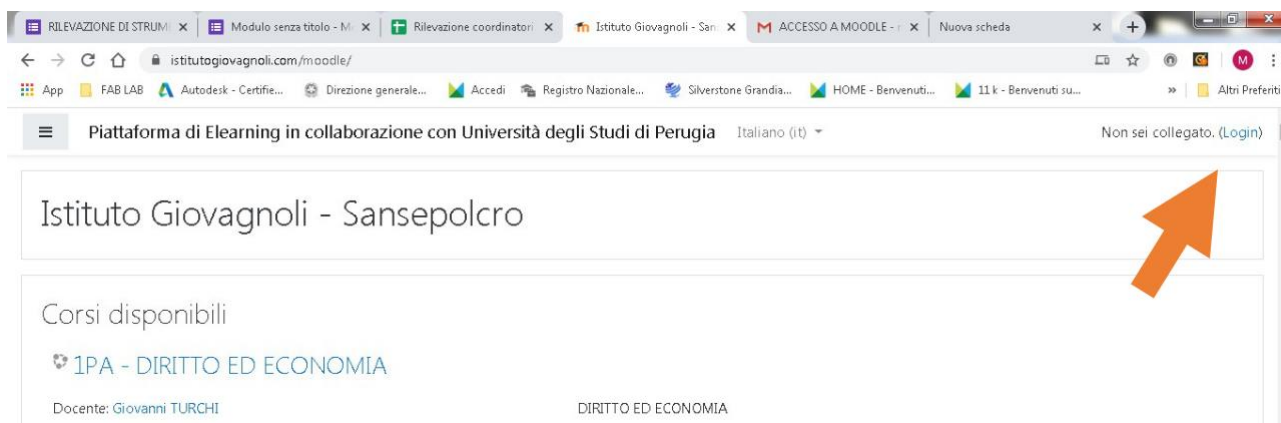 RILEVAZIONE DI STRUM
Modulo senza titolo - M
Rilevazione coordinatori
Istituto Giovagnoli - San
ACCESSO A MOODLE -
Nuova scheda
istitutogiovagnoli.com/moodle/
M
App
FAB LAB
Autodesk - Certifie...
Direzione generale...
Accedi
Registro Nazionale...
Silverstone Grandia...
HOME - Benvenuti...
11 k - Benvenuti su...
»
Altri Preferiti
Piattaforma di Elearning in collaborazione con Università degli Studi di Perugia
Italiano (it)
Non sei collegato. (Login)
Istituto Giovagnoli - Sansepolcro
Corsi disponibili
1PA - DIRITTO ED ECONOMIA
Docente: Giovanni TURCHI
DIRITTO ED ECONOMIA